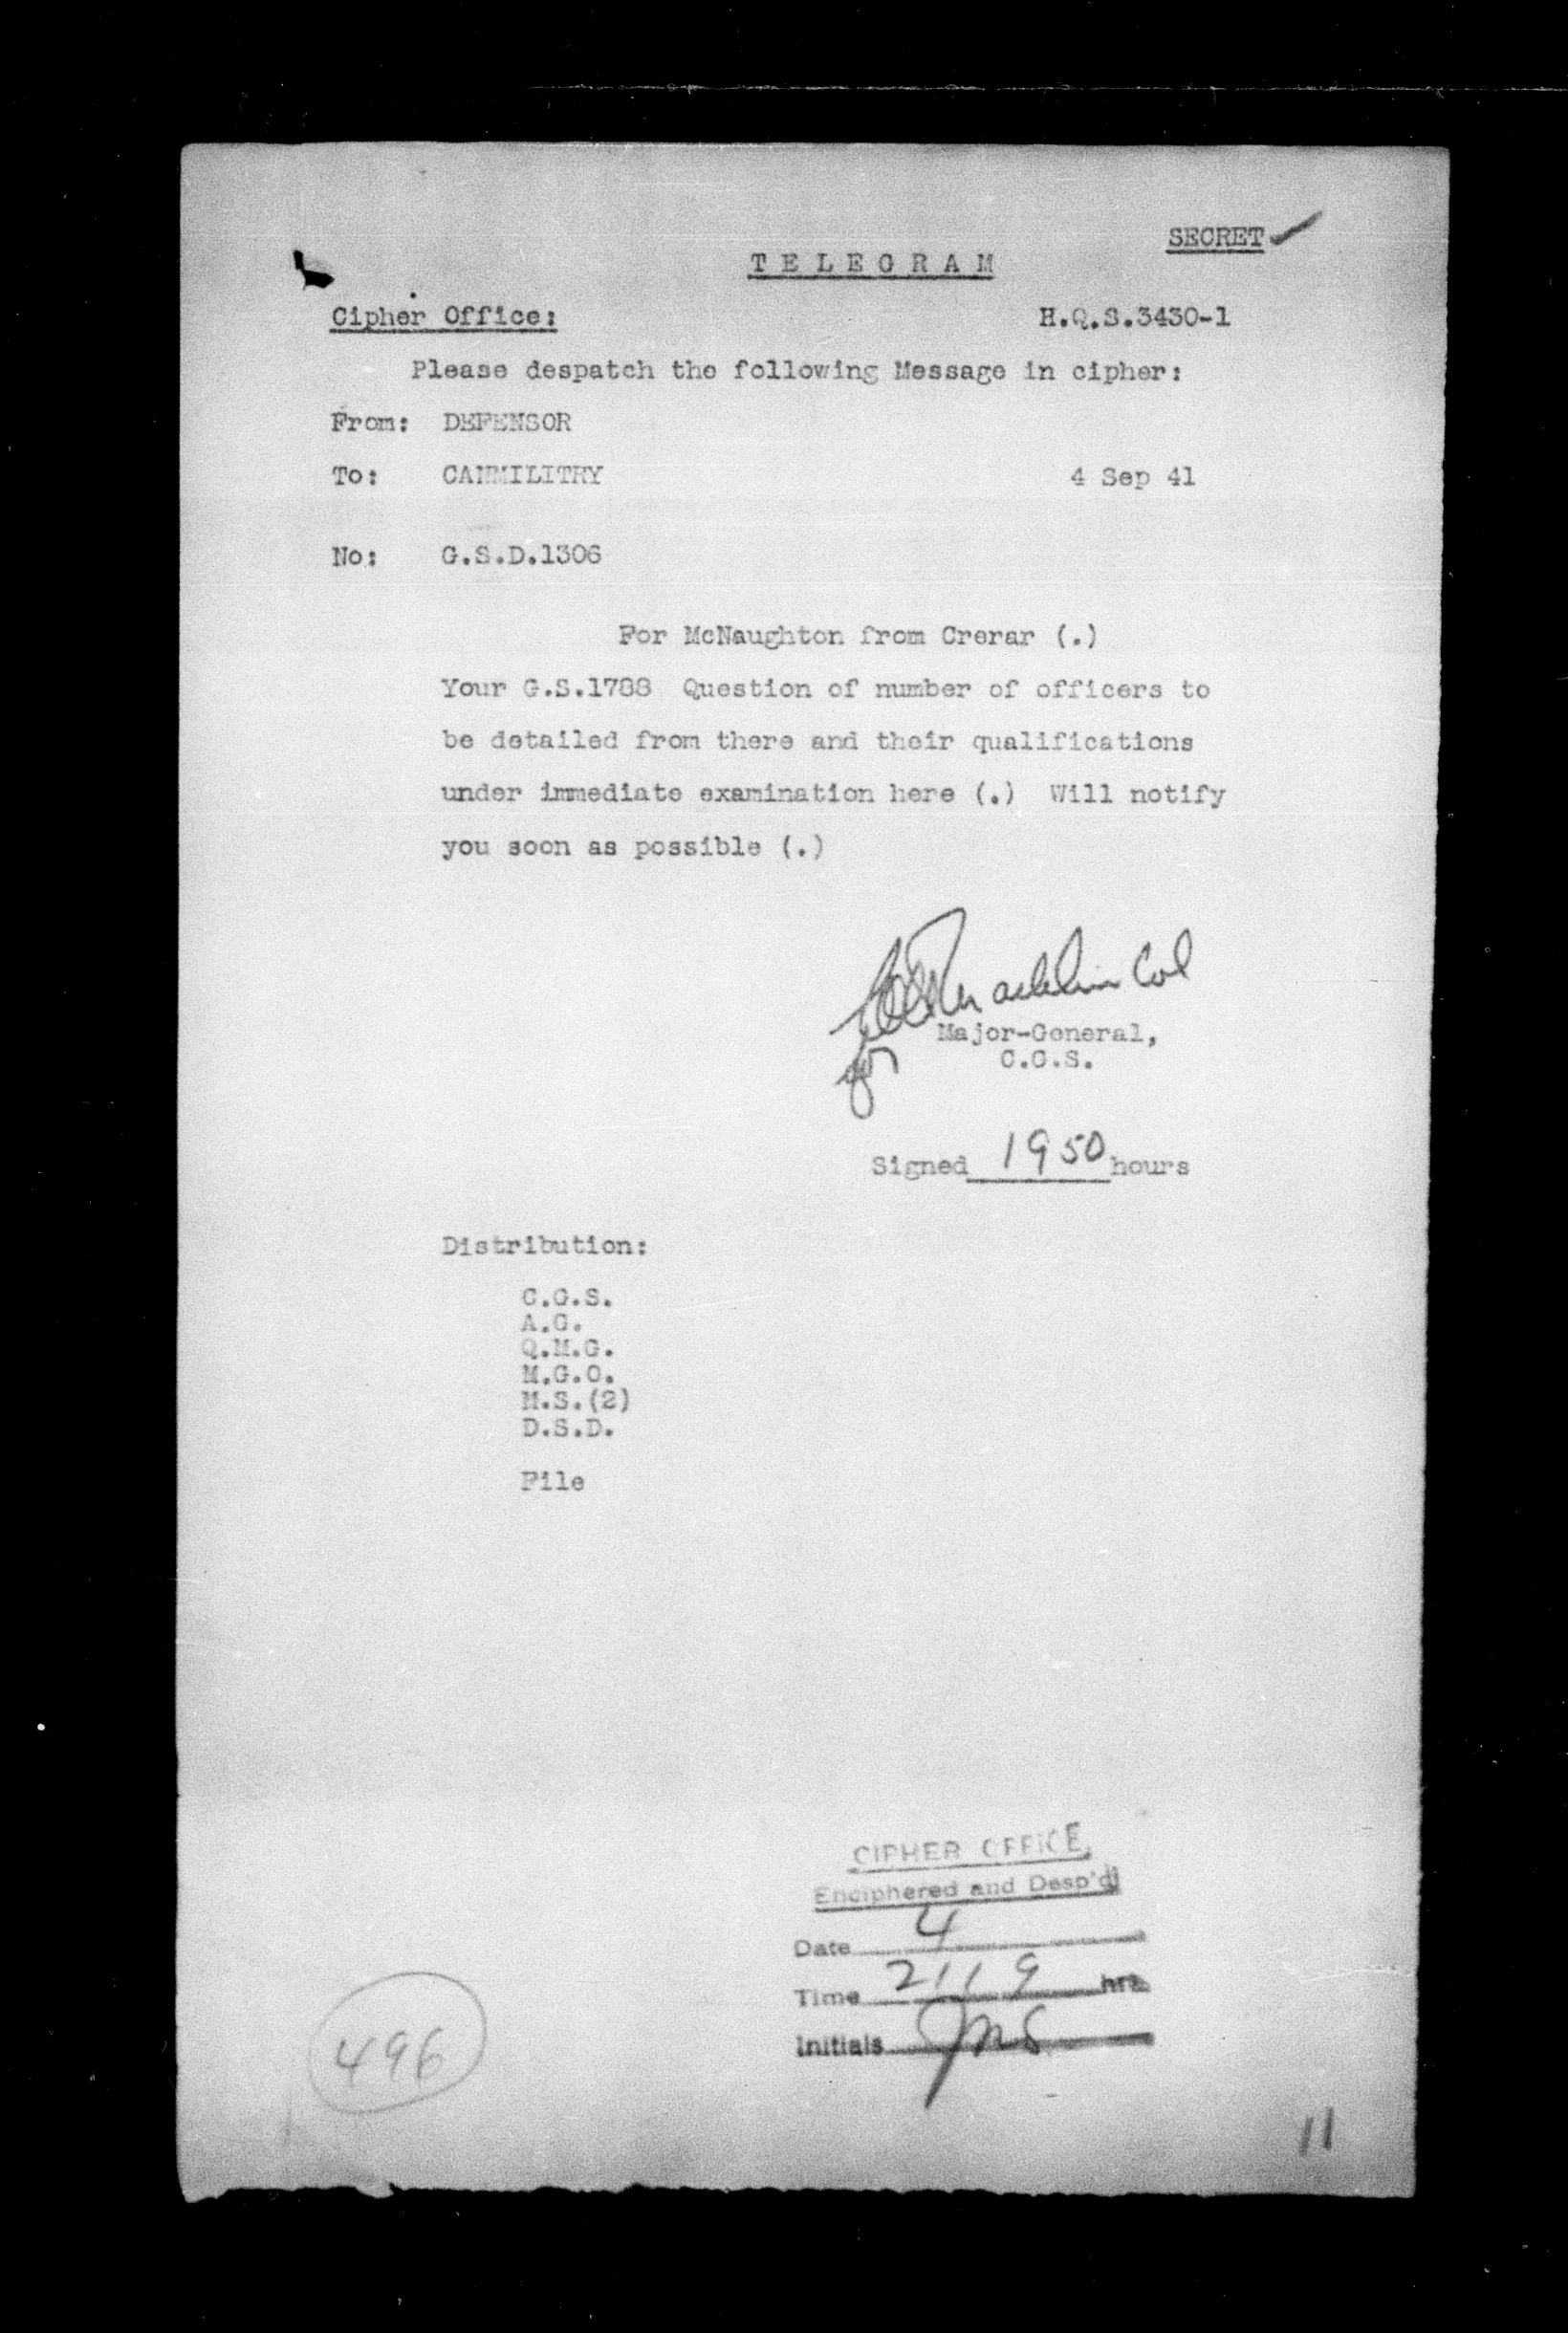 SECRET
TELEGRAM
Cipher Office:
H.Q.S.3430-1
Please despatch the following Message in cipher:
From: DEFENSOR
To: CANMILITRY
4 Sep 41
No: G.S.D.1306
For McNaughton from Crerar (.)
Your G.S.1788 Question of number of officers to
be detailed from there and their qualifications
under immediate examination here (.) Will notify
you soon as possible (.)
Macklin Col
for Major-General,
C.G.S.
Signed 1950 hours
Distribution:
C.G.S.
A.G.
Q.M.G.
M.G.O.
M.S.(2)
D.S.D.
File
CIPHER OFFICE
Enciphered and Desp'd
Date 4
Time 2119 hrs.
Initials
496
11